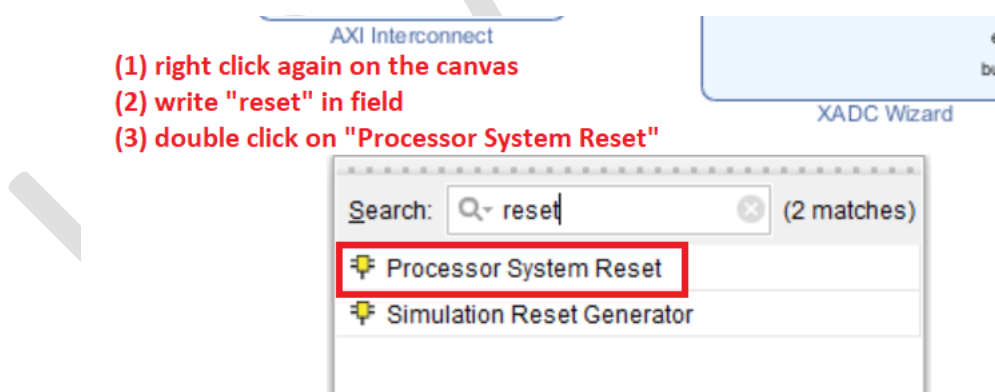 AXI Interconnect
(1) right click again on the canvas
(2) write "reset" in field
(3) double click on "Processor System Reset"
XADC Wizard
Search: reset (2 matches)
Processor System Reset
Simulation Reset Generator